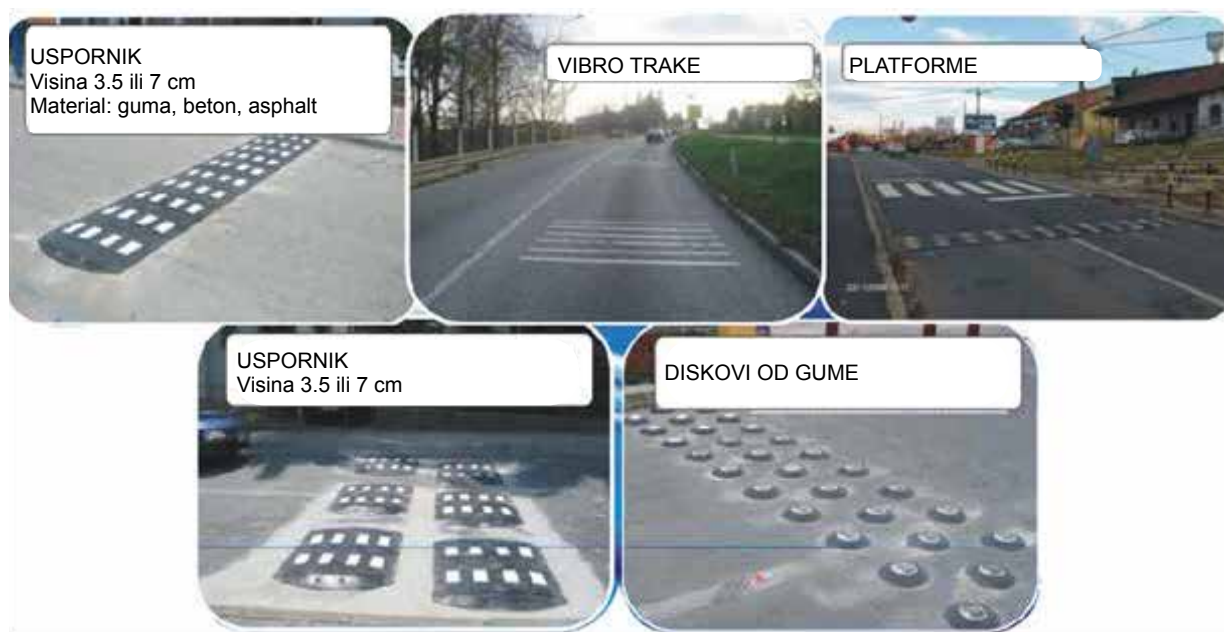 USPORNIK
Visina 3.5 ili 7 cm
Material: guma, beton, asphalt
VIBRO TRAKE
PLATFORME
USPORNIK
Visina 3.5 ili 7 cm
DISKOVI OD GUME